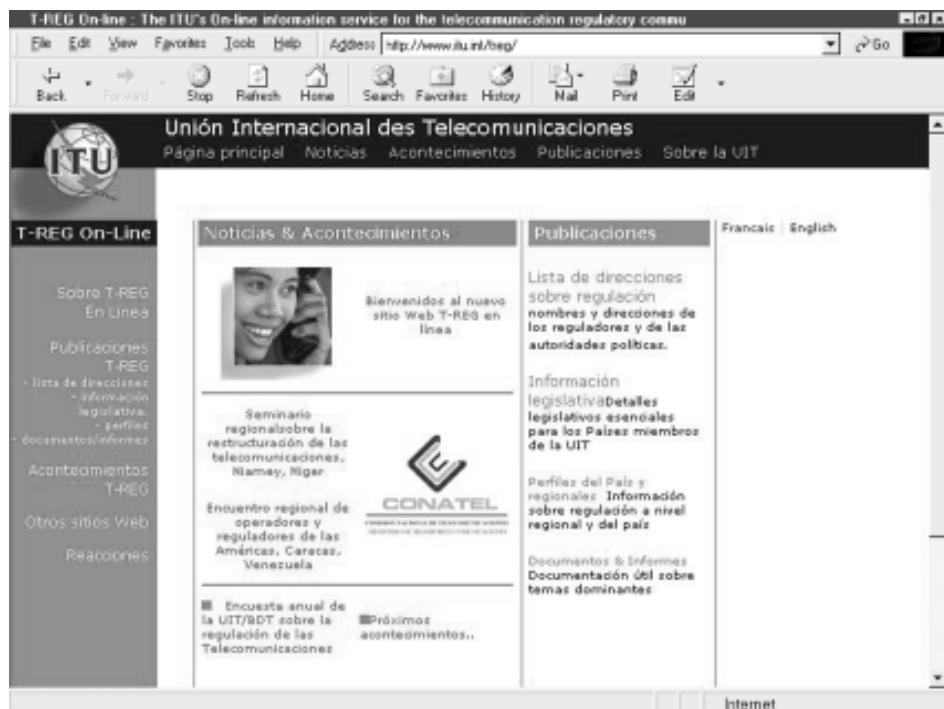 T-REG On-line : The ITU's On-line information service for the telecommunication regulatory commu
File Edit View Favorites Tools Help Address http://www.itu.int/treg/ Go
Back Forward Stop Refresh Home Search Favorites History Mail Print Edit
Unión Internacional des Telecomunicaciones
Página principal Noticias Acontecimientos Publicaciones Sobre la UIT
ITU
T-REG On-Line
Sobre T-REG
En Linea
Publicaciones
T-REG
- lista de direcciones
- información
legislativa.
- perfiles
- documentos/informes
Acontecimientos
T-REG
Otros sitios Web
Reacciones
Noticias & Acontecimientos
Bienvenidos al nuevo
sitio Web T-REG en
línea
Seminario
regionalsobre la
restructuración de las
telecomunicaciones,
Niamey, Niger
CONATEL
Encuentro regional de
operadores y
reguladores de las
Américas, Caracas,
Venezuela
Encuesta anual de
la UIT/BDT sobre la
regulación de las
Telecomunicaciones
Próximos
acontecimientos..
Publicaciones
Lista de direcciones
sobre regulación
nombres y direcciones de
los reguladores y de las
autoridades políticas.
Información
legislativaDetalles
legislativos esenciales
para los Países miembros
de la UIT
Perfiles del País y
regionales Información
sobre regulación a nivel
regional y del país
Documentos & Informes
Documentación útil sobre
temas dominantes
Francais | English
Internet